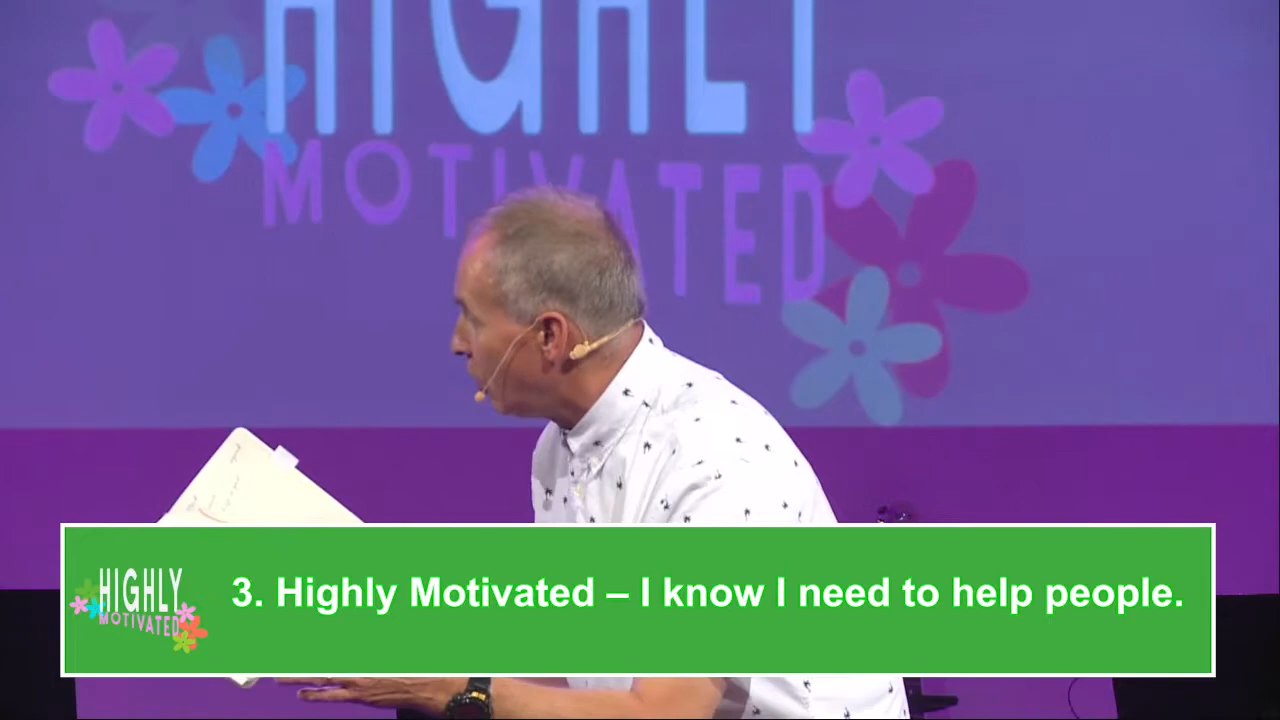 HIGHLY
MOTIVATED
HIGHLY
MOTIVATED
3. Highly Motivated – I know I need to help people.